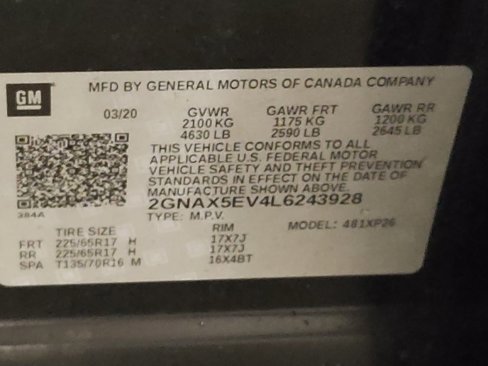 GM
MFD BY GENERAL MOTORS OF CANADA COMPANY
03/20 GVWR GAWR FRT GAWR RR
2100 KG 1175 KG 1200 KG
4630 LB 2590 LB 2645 LB
THIS VEHICLE CONFORMS TO ALL
APPLICABLE U.S. FEDERAL MOTOR
VEHICLE SAFETY AND THEFT PREVENTION
STANDARDS IN EFFECT ON THE DATE OF
MANUFACTURE SHOWN ABOVE.
384A 2GNAX5EV4L6243928
TYPE: M.P.V. MODEL: 481XP26
TIRE SIZE RIM
FRT 225/65R17 H 17X7J
RR 225/65R17 H 17X7J
SPA T135/70R16 M 16X4BT